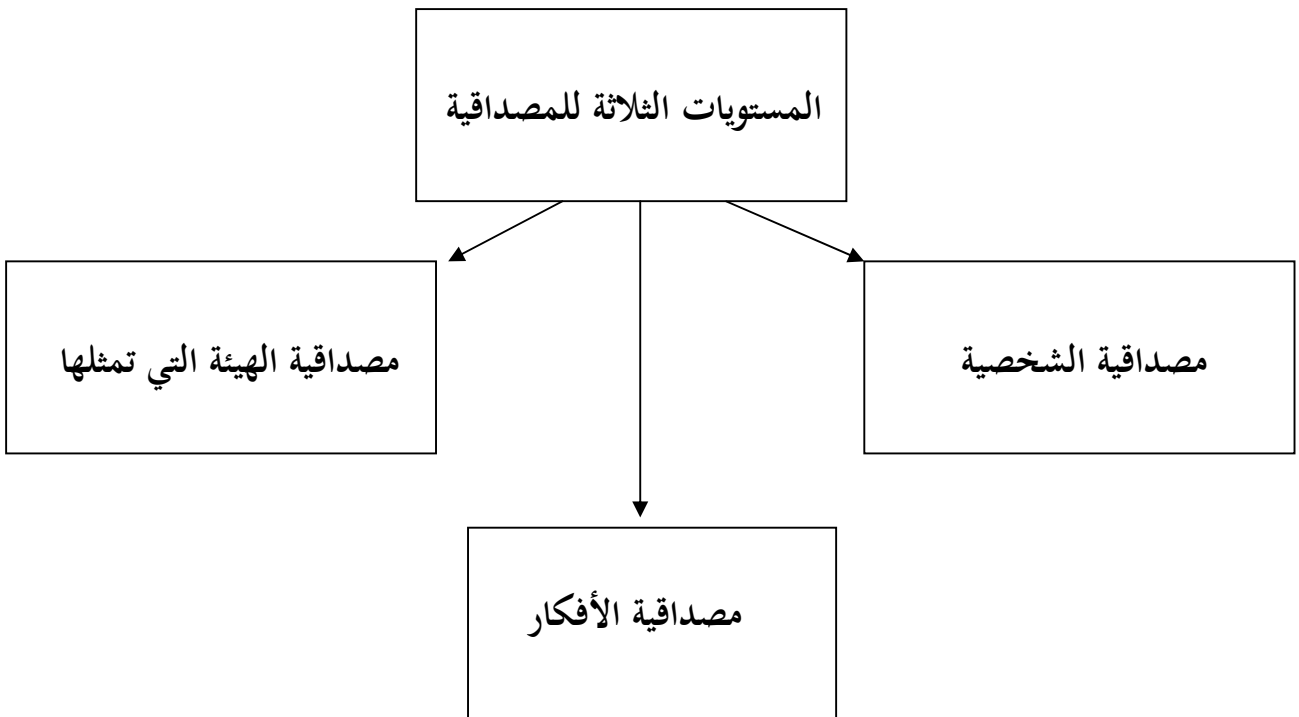 المستويات الثلاثة للمصداقية
مصداقية الشخصية
مصداقية الهيئة التي تمثلها
مصداقية الأفكار